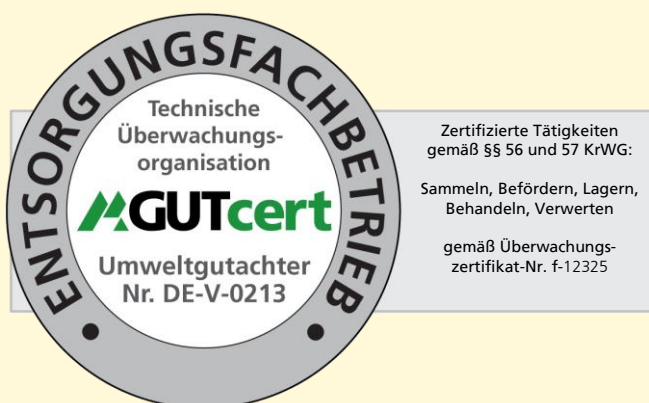 ENTSORGUNGSFACHBETRIEB
Technische
Überwachungs-
organisation
GUTcert
Umweltgutachter
Nr. DE-V-0213
Zertifizierte Tätigkeiten
gemäß §§ 56 und 57 KrWG:
Sammeln, Befördern, Lagern,
Behandeln, Verwerten
gemäß Überwachungs-
zertifikat-Nr. f-12325